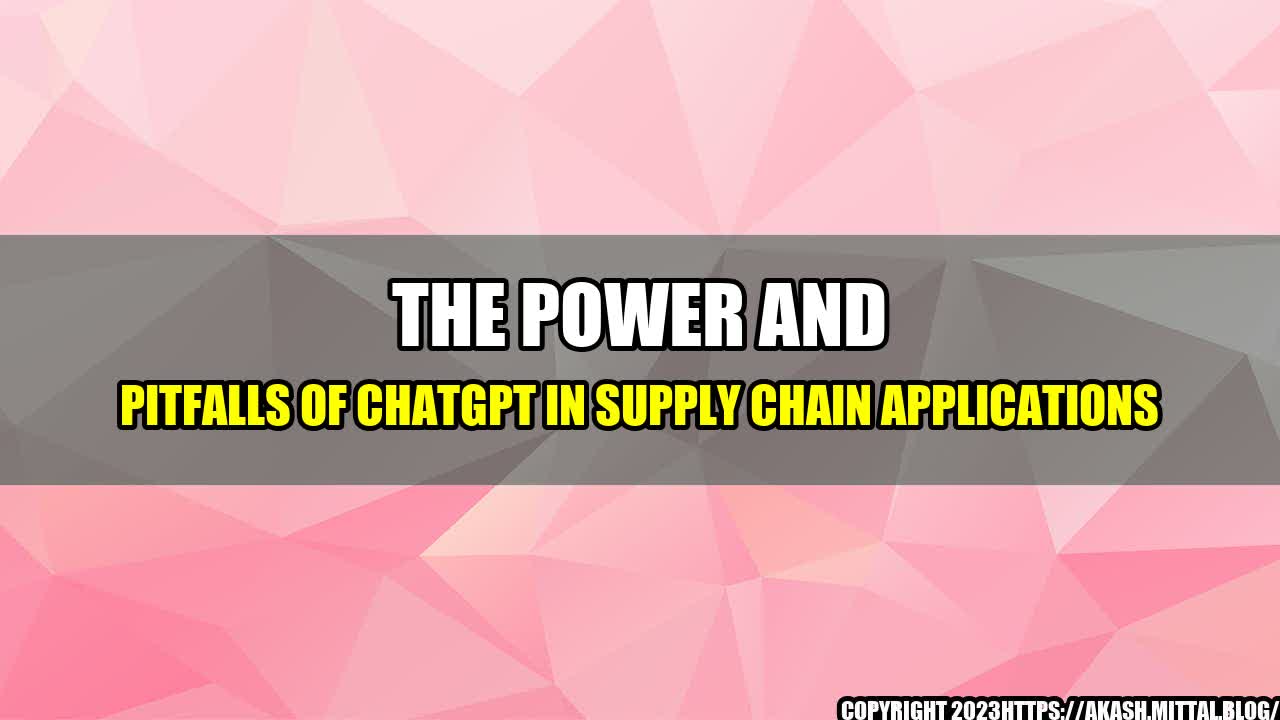 THE POWER AND
PITFALLS OF CHATGPT IN SUPPLY CHAIN APPLICATIONS
COPYRIGHT 2023HTTPS://AKASH.MITTAL.BLOG/